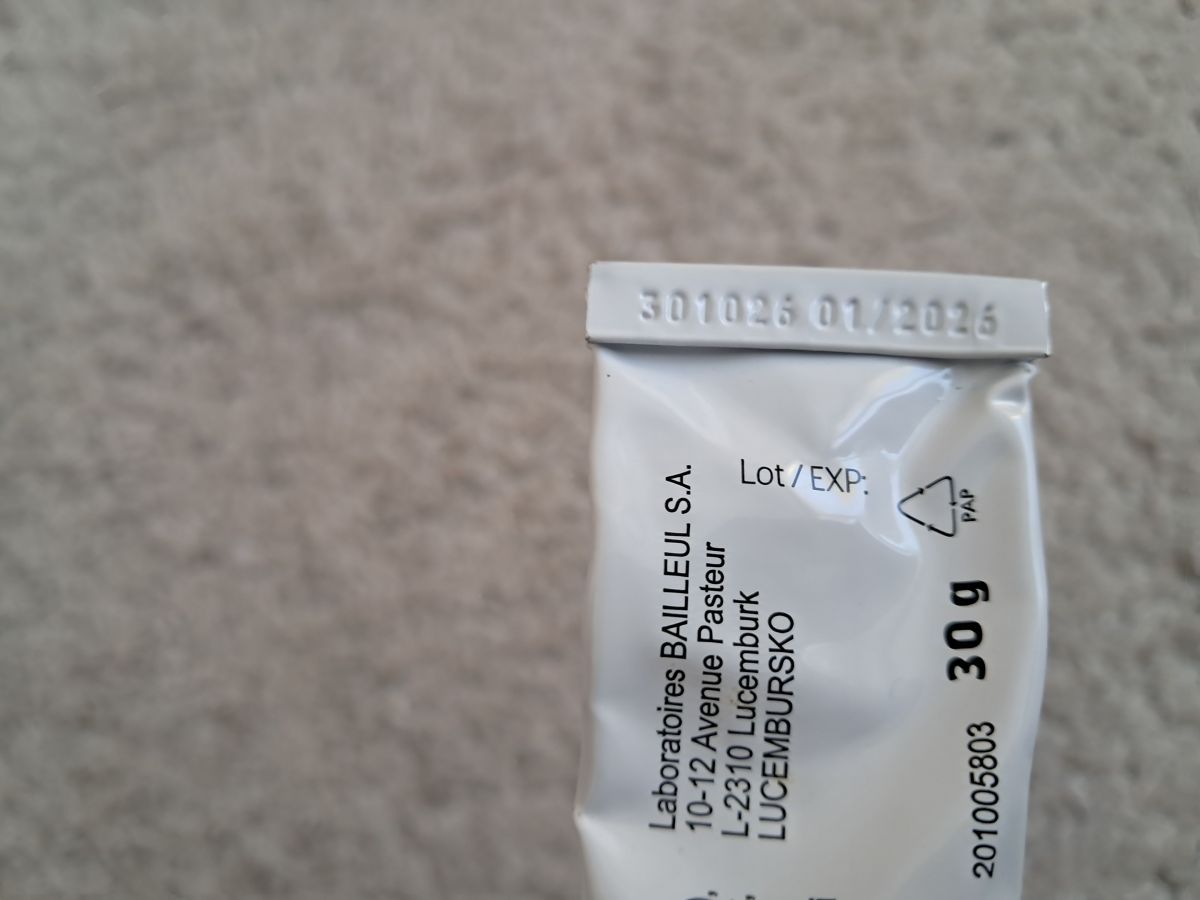 301026 01/2026
Lot / EXP:
PAP
Laboratoires BAILLEUL S.A.
10-12 Avenue Pasteur
L-2310 Lucemburk
LUCEMBURSKO
30 g
201005803